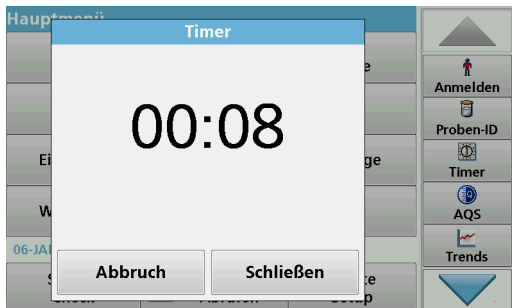 Hauptmenü
Timer
00:08
Abbruch
Schließen
06-JA
Anmelden
Proben-ID
Timer
AQS
Trends